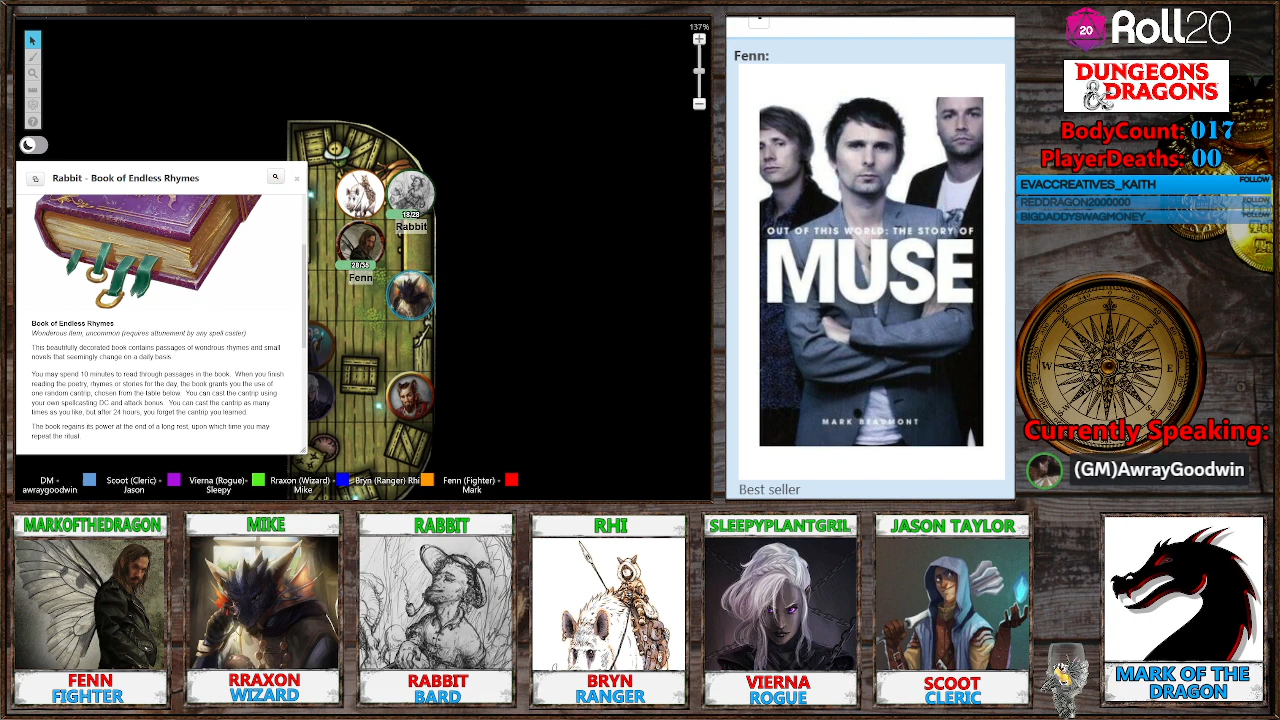 137%
Rabbit - Book of Endless Rhymes
Book of Endless Rhymes
Wonderous Item, uncommon (requires attunement by any spell caster)
This beautifully decorated book contains passages of wondrous rhymes and small
novels that seemingly change on a daily basis.
You may spend 10 minutes to read through passages in the book. When you finish
reading the poetry, rhymes or stories for the day, the book grants you the use of
one random cantrip, chosen from the table below. You can cast the cantrip using
your own spellcasting DC and attack bonus. You can cast the cantrip as many
times as you like, but after 24 hours, you forget the cantrip you learned.
The book regains its power at the end of a long rest, upon which time you may
repeat the ritual.
18/28
Rabbit
Fenn
DM -
awraygoodwin
Scoot (Cleric) -
Jason
Vierna (Rogue)-
Sleepy
Rraxon (Wizard) -
Mike
Bryn (Ranger) Rhi
Fenn (Fighter) -
Mark
Fenn:
OUT OF THIS WORLD: THE STORY OF
MUSE
MARK BEAUMONT
Best seller
20
Roll20
DUNGEONS
& DRAGONS
BodyCount: 017
PlayerDeaths: 00
EVACCREATIVES_KAITH FOLLOW
REDDRAGON2000000 FOLLOW
BIGDADDYSWAGMONEY_ FOLLOW
W
E
Currently Speaking:
(GM)AwrayGoodwin
MARKOFTHEDRAGON
FENN
FIGHTER
MIKE
RRAXON
WIZARD
RABBIT
RABBIT
BARD
RHI
BRYN
RANGER
SLEEPYPLANTGRIL
VIERNA
ROGUE
JASON TAYLOR
SCOOT
CLERIC
MARK OF THE
DRAGON